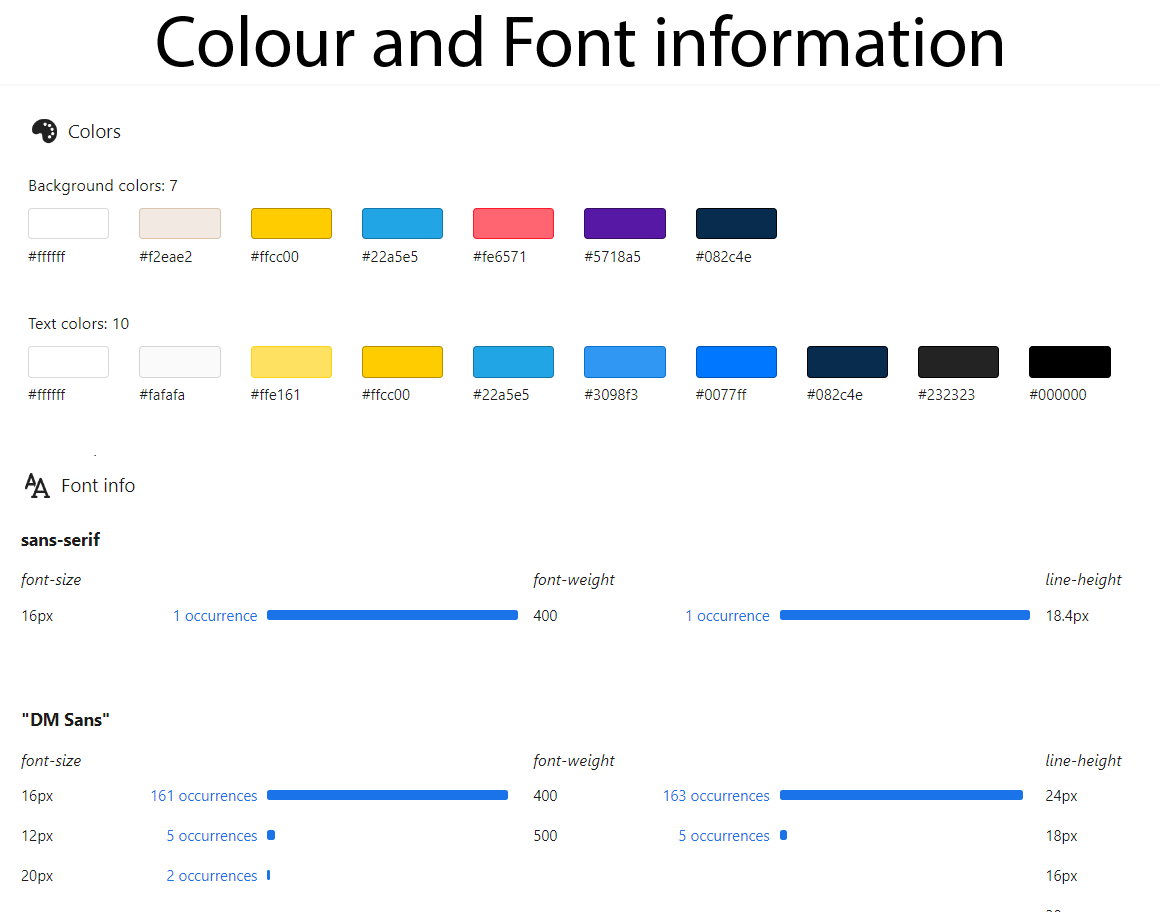 Colour and Font information
Colors
Background colors: 7
#ffffff #f2eae2 #ffcc00 #22a5e5 #fe6571 #5718a5 #082c4e
Text colors: 10
#ffffff #fafafa #ffe161 #ffcc00 #22a5e5 #3098f3 #0077ff #082c4e #232323 #000000
AA Font info
sans-serif
font-size font-weight line-height
16px 1 occurrence 400 1 occurrence 18.4px
"DM Sans"
font-size font-weight line-height
16px 161 occurrences 400 163 occurrences 24px
12px 5 occurrences 500 5 occurrences 18px
20px 2 occurrences 16px